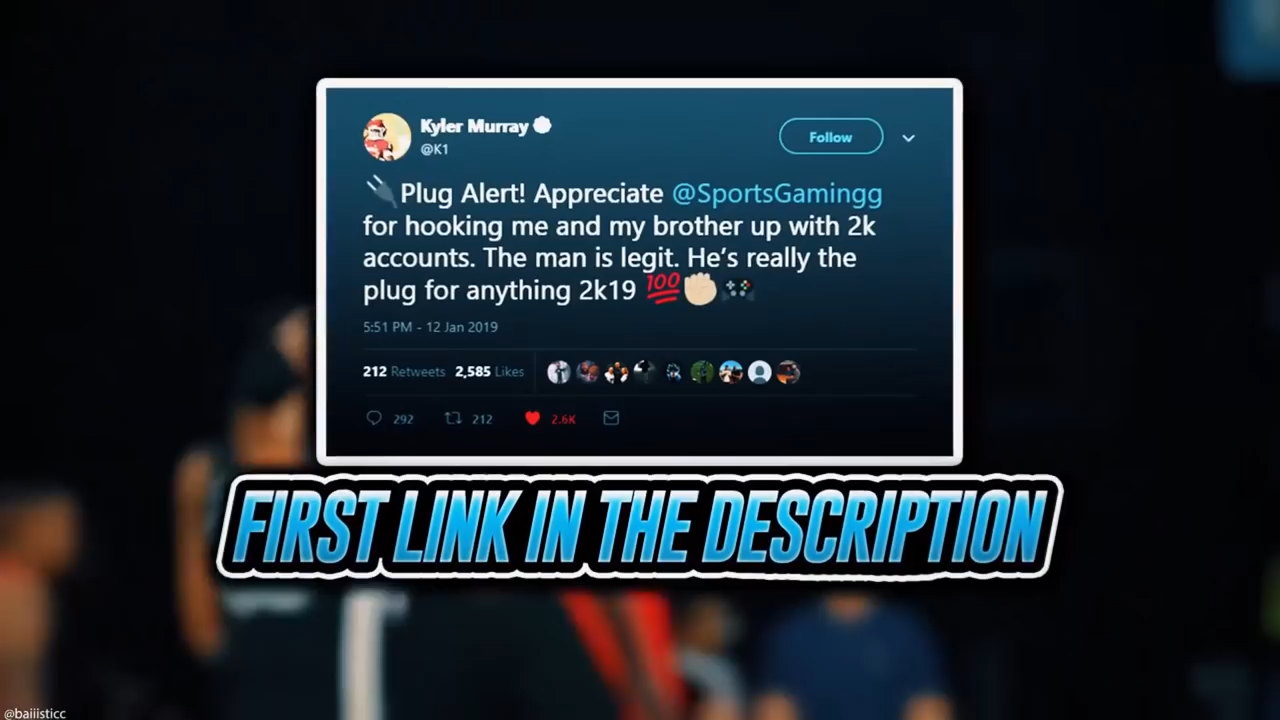 Kyler Murray
@K1
Follow
Plug Alert! Appreciate @SportsGamingg
for hooking me and my brother up with 2k
accounts. The man is legit. He’s really the
plug for anything 2k19 💯✊🏻🎮
5:51 PM - 12 Jan 2019
212 Retweets 2,585 Likes
292 212 2.6K
FIRST LINK IN THE DESCRIPTION
@baiiisticc